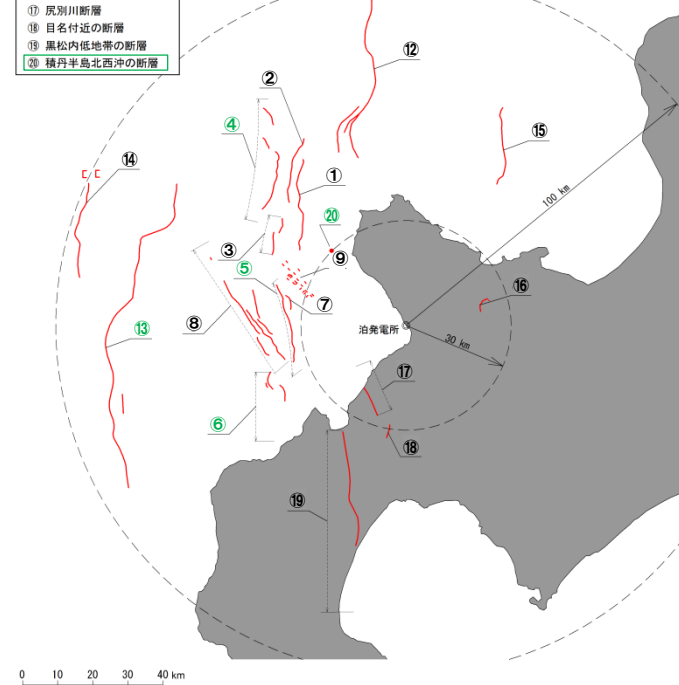 ⑰ 尻別川断層
⑱ 目名付近の断層
⑲ 黒松内低地帯の断層
⑳ 積丹半島北西沖の断層
⑫
②
④
⑮
⑭
①
100 km
⑳
③
⑨
⑤
⑯
⑦
⑧
⑬
泊発電所
30 km
⑰
⑥
⑱
⑲
0 10 20 30 40 km